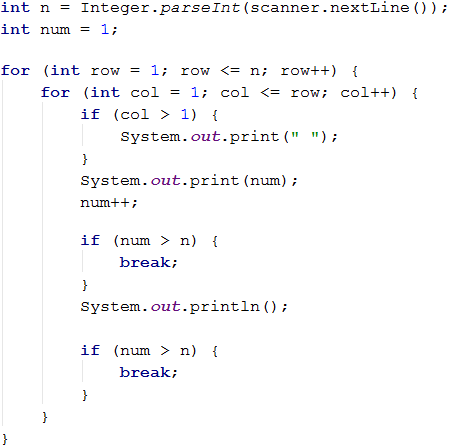 int n = Integer.parseInt(scanner.nextLine());
int num = 1;

for (int row = 1; row <= n; row++) {
    for (int col = 1; col <= row; col++) {
        if (col > 1) {
            System.out.print(" ");
        }
        System.out.print(num);
        num++;

        if (num > n) {
            break;
        }
        System.out.println();

        if (num > n) {
            break;
        }
    }
}